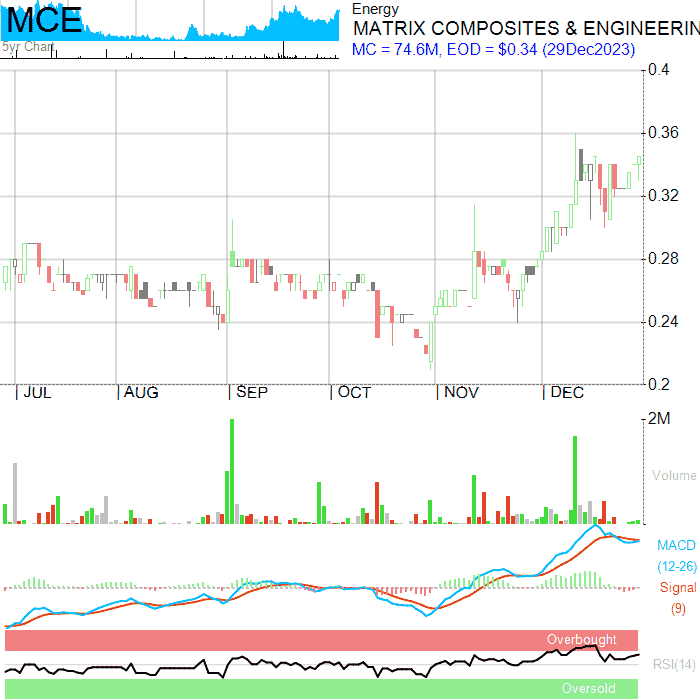 MCE
5yr Chart
Energy
MATRIX COMPOSITES & ENGINEERIN
MC = 74.6M, EOD = $0.34 (29Dec2023)
0.4
0.36
0.32
0.28
0.24
0.2
| JUL | AUG | SEP | OCT | NOV | DEC
2M
Volume
MACD
(12-26)
Signal
(9)
Overbought
RSI(14)
Oversold